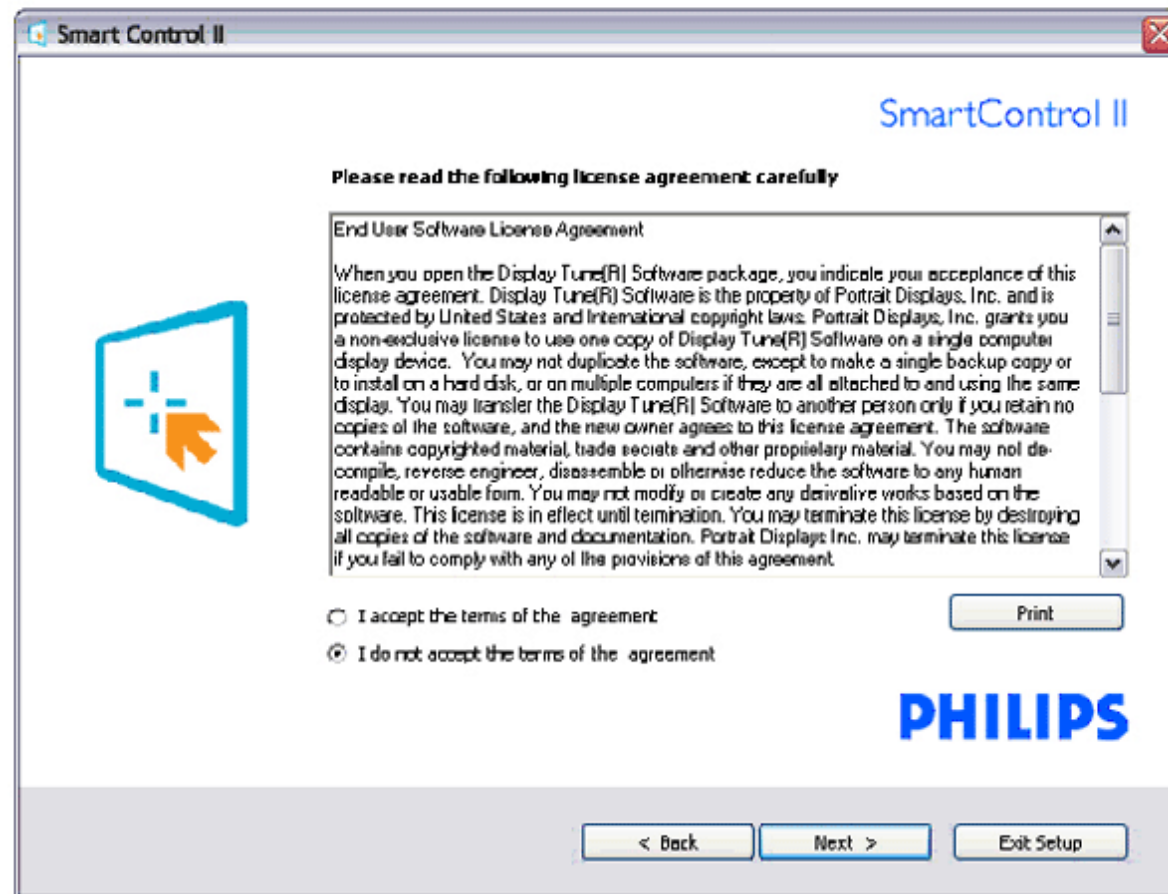 Smart Control II
SmartControl II
Please read the following license agreement carefully
End User Software License Agreement
When you open the Display Tune(R) Software package, you indicate your acceptance of this
license agreement. Display Tune(R) Software is the property of Portrait Displays, Inc. and is
protected by United States and International copyright laws. Portrait Displays, Inc. grants you
a non-exclusive license to use one copy of Display Tune(R) Software on a single computer
display device. You may not duplicate the software, except to make a single backup copy or
to install on a hard disk, or on multiple computers if they are all attached to and using the same
display. You may transfer the Display Tune(R) Software to another person only if you retain no
copies of the software, and the new owner agrees to this license agreement. The software
contains copyrighted material, trade secrets and other proprietary material. You may not de-
compile, reverse engineer, disassemble or otherwise reduce the software to any human
readable or usable form. You may not modify or create any derivative works based on the
software. This license is in effect until termination. You may terminate this license by destroying
all copies of the software and documentation. Portrait Displays Inc. may terminate this license
if you fail to comply with any of the provisions of this agreement.
I accept the terms of the agreement
Print
I do not accept the terms of the agreement
PHILIPS
< Back
Next >
Exit Setup